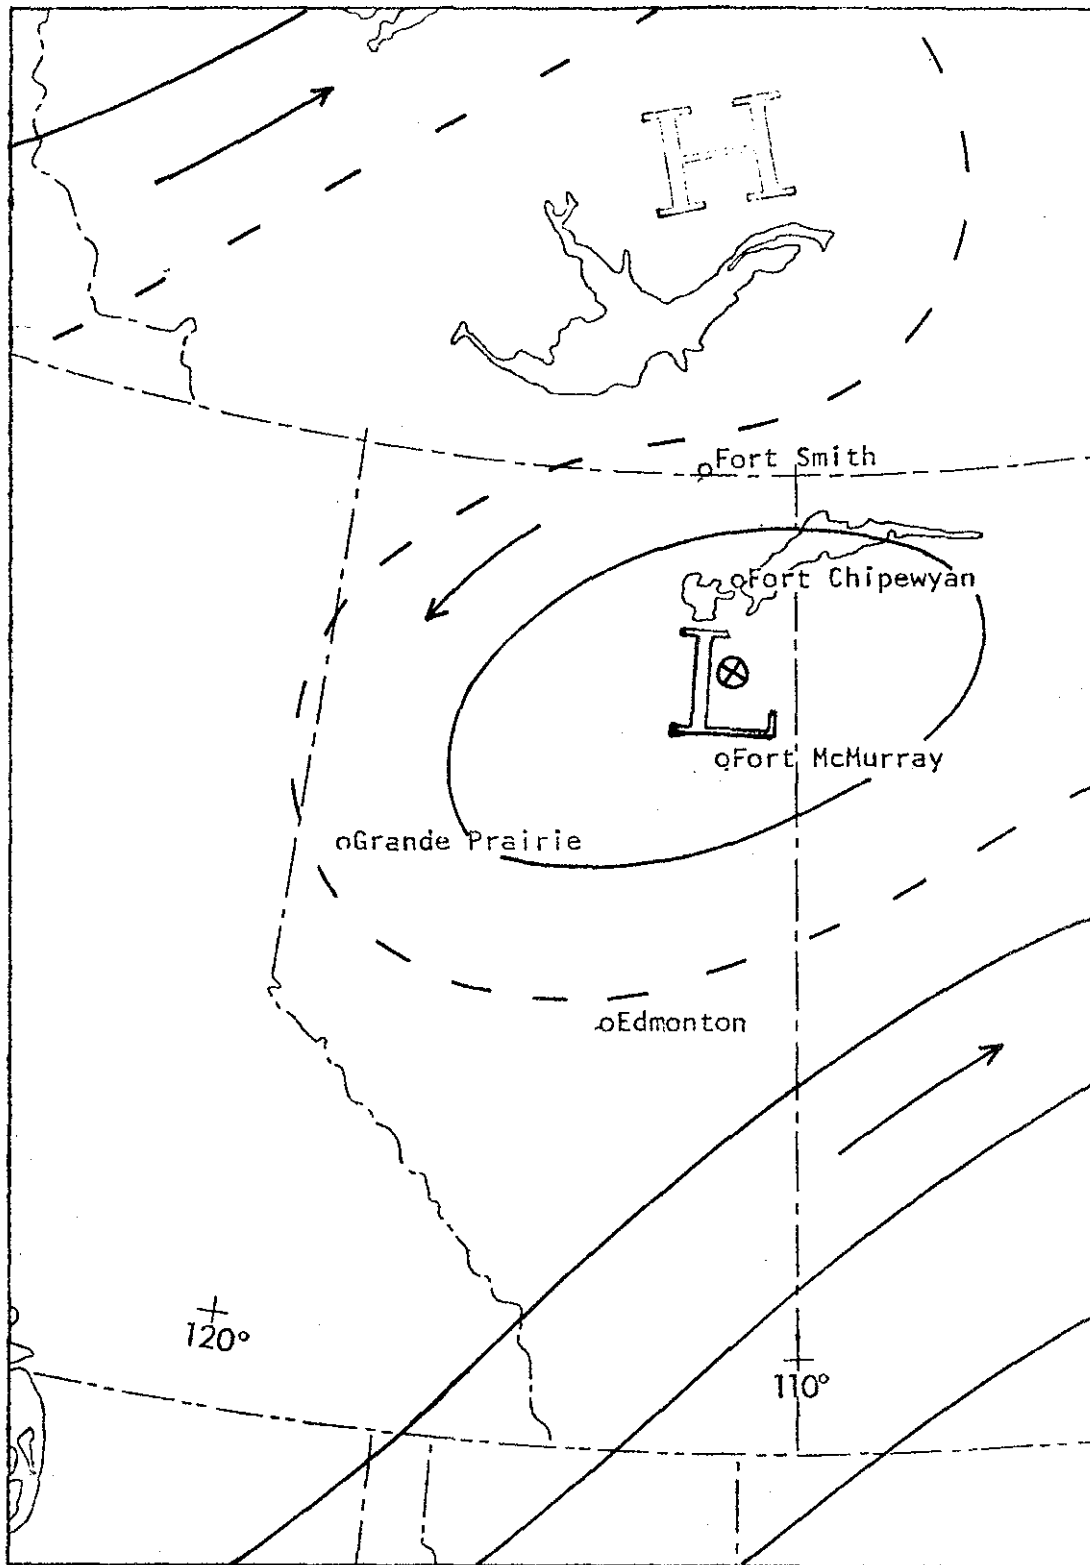 H
Fort Smith
Fort Chipewyan
L
Fort McMurray
Grande Prairie
Edmonton
120°
110°